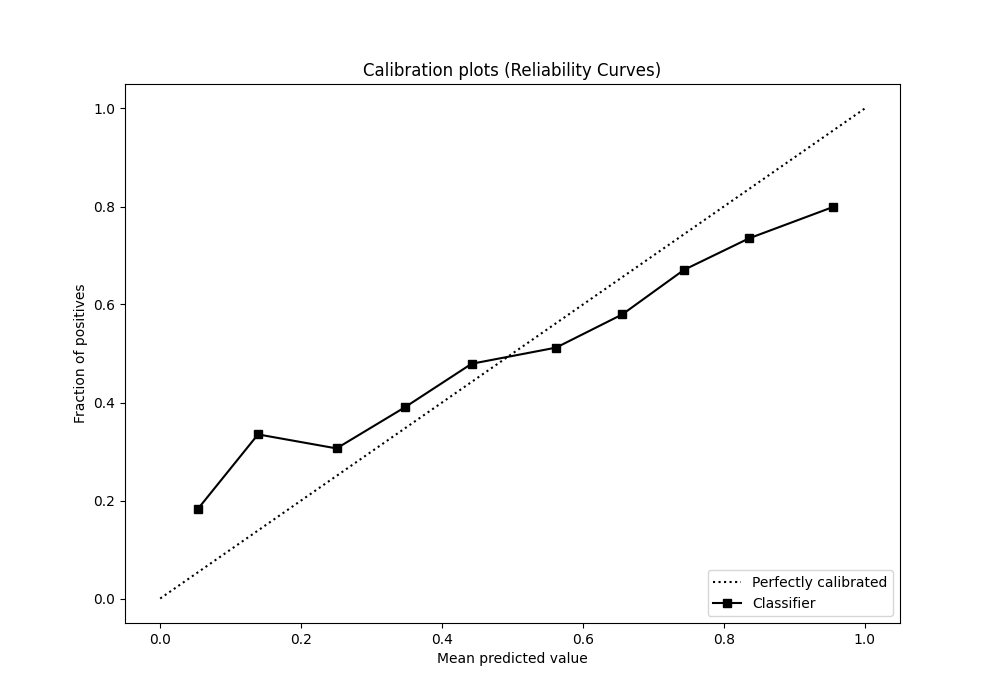 Calibration plots (Reliability Curves)
1.0
0.8
0.6
0.4
0.2
0.0
Fraction of positives
0.0 0.2 0.4 0.6 0.8 1.0
Mean predicted value
Perfectly calibrated
Classifier